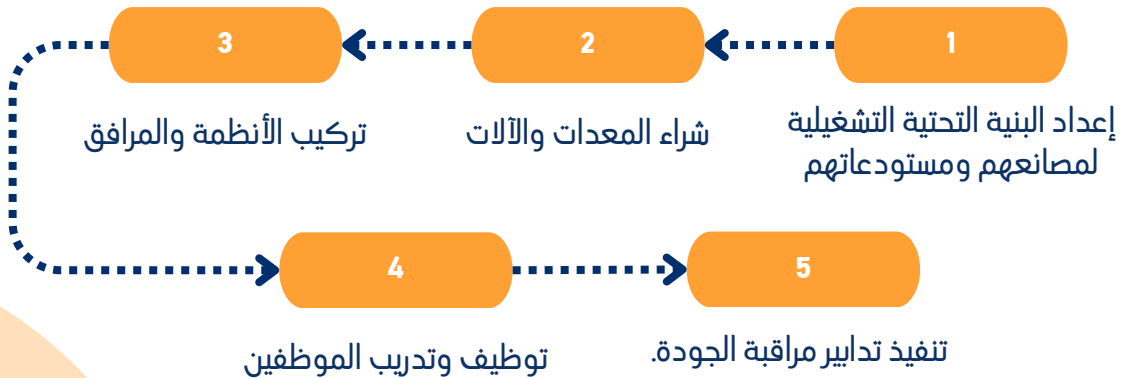 1
إعداد البنية التحتية التشغيلية
لمصانعهم ومستودعاتهم
2
شراء المعدات والآلات
3
تركيب الأنظمة والمرافق
4
توظيف وتدريب الموظفين
5
تنفيذ تدابير مراقبة الجودة.